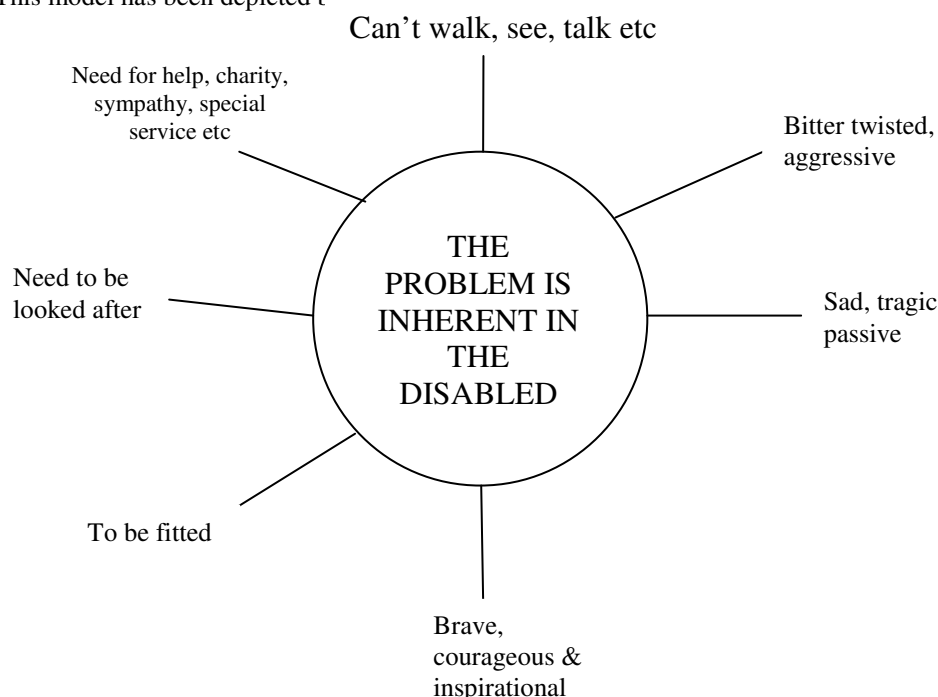 This model has been depicted t
Can't walk, see, talk etc
Need for help, charity,
sympathy, special
service etc
Bitter twisted,
aggressive
THE
PROBLEM IS
INHERENT IN
THE
DISABLED
Need to be
looked after
Sad, tragic
passive
To be fitted
Brave,
courageous &
inspirational